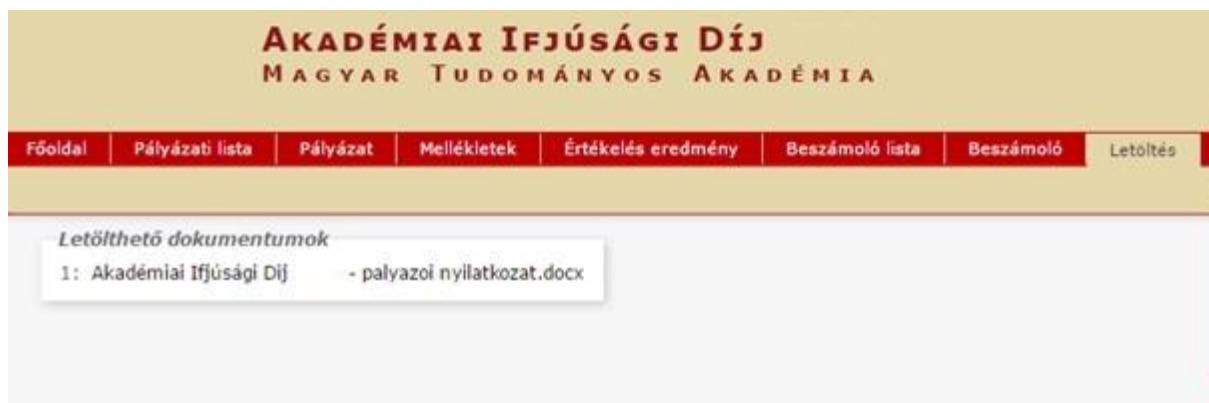 Akadémiai Ifjúsági Díj
Magyar Tudományos Akadémia
Főoldal Pályázati lista Pályázat Mellékletek Értékelés eredmény Beszámoló lista Beszámoló Letöltés
Letölthető dokumentumok
1: Akadémiai Ifjúsági Díj - palyazoi nyilatkozat.docx